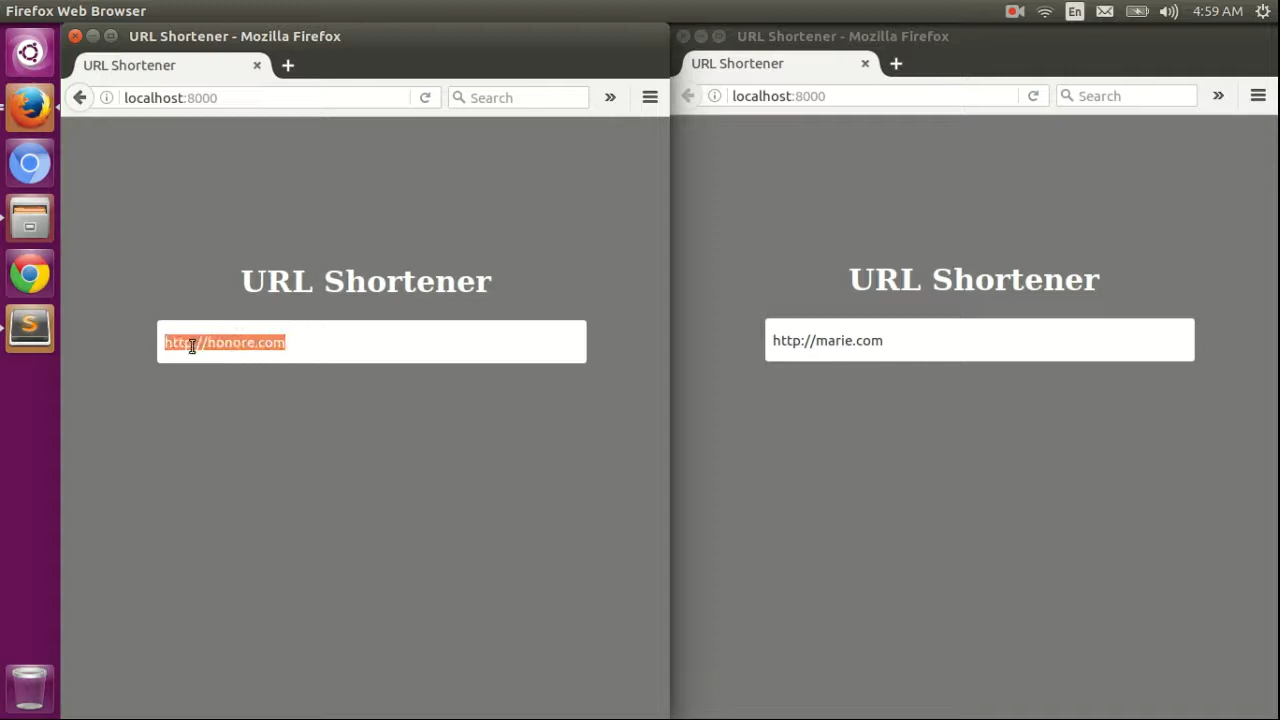 Firefox Web Browser
En
4:59 AM
URL Shortener - Mozilla Firefox
URL Shortener
localhost:8000
Search
URL Shortener
http://honore.com
URL Shortener - Mozilla Firefox
URL Shortener
localhost:8000
Search
URL Shortener
http://marie.com
S